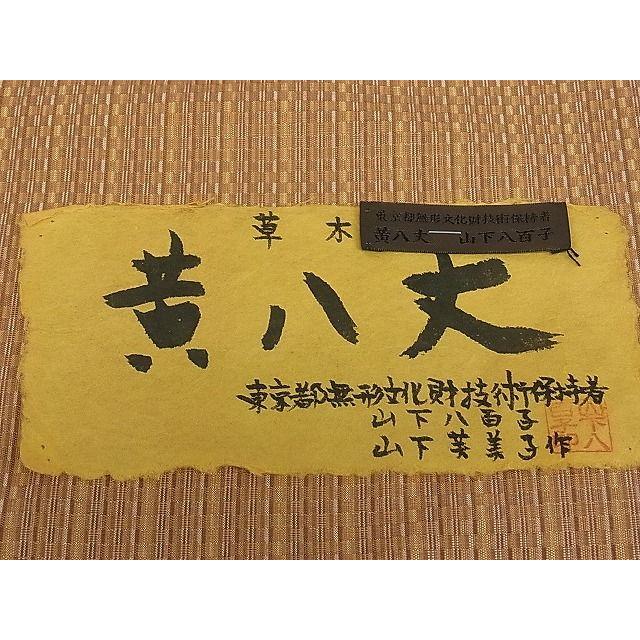 草木
東京都無形文化財技術保持者
黄八丈 山下八百子
黄八丈
東京都無形文化財技術保持者
山下八百子
山下芙美子作